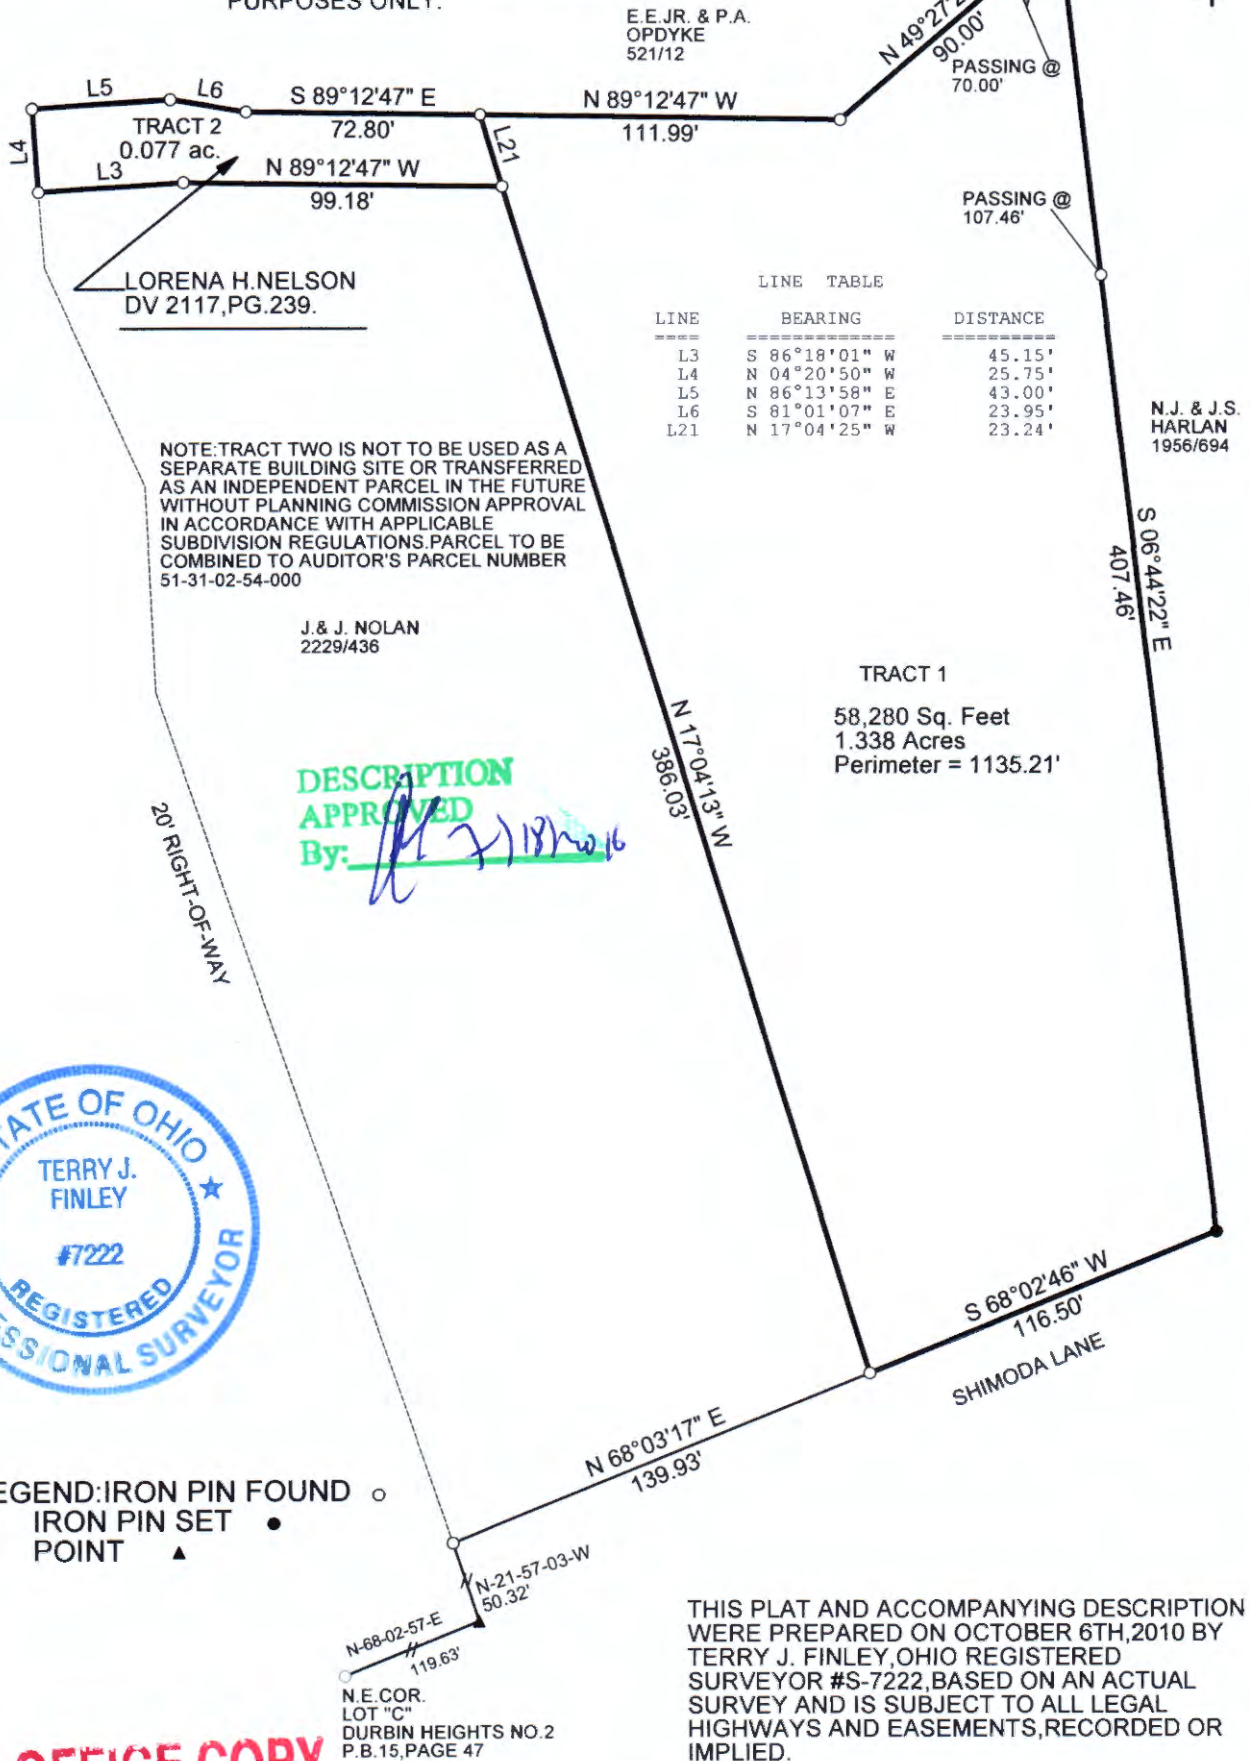 PURPOSES ONLY.
E.E.JR. & P.A.
OPDYKE
521/12
90.00'
PASSING @
70.00'
L5
L6
S 89°12'47" E
72.80'
N 89°12'47" W
111.99'
TRACT 2
0.077 ac.
L4
L3
N 89°12'47" W
99.18'
L21
PASSING @
107.46'
LORENA H.NELSON
DV 2117,PG.239.
LINE TABLE
LINE BEARING DISTANCE
==== ============= ==========
L3 S 86°18'01" W 45.15'
L4 N 04°20'50" W 25.75'
L5 N 86°13'58" E 43.00'
L6 S 81°01'07" E 23.95'
L21 N 17°04'25" W 23.24'
N.J. & J.S.
HARLAN
1956/694
NOTE:TRACT TWO IS NOT TO BE USED AS A
SEPARATE BUILDING SITE OR TRANSFERRED
AS AN INDEPENDENT PARCEL IN THE FUTURE
WITHOUT PLANNING COMMISSION APPROVAL
IN ACCORDANCE WITH APPLICABLE
SUBDIVISION REGULATIONS.PARCEL TO BE
COMBINED TO AUDITOR'S PARCEL NUMBER
51-31-02-54-000
S 06°44'22" E
407.46'
J.& J. NOLAN
2229/436
TRACT 1
58,280 Sq. Feet
1.338 Acres
Perimeter = 1135.21'
N 17°04'13" W
386.03'
DESCRIPTION
APPROVED
By:
20' RIGHT-OF-WAY
TATE OF OHIO
TERRY J.
FINLEY
#7222
REGISTERED
SSIONAL SURVEYOR
S 68°02'46" W
116.50'
SHIMODA LANE
N 68°03'17" E
139.93'
EGEND:IRON PIN FOUND
IRON PIN SET
POINT
N-21-57-03-W
50.32'
N-68-02-57-E
119.63'
N.E.COR.
LOT "C"
DURBIN HEIGHTS NO.2
P.B.15,PAGE 47
OFFICE COPY
THIS PLAT AND ACCOMPANYING DESCRIPTION
WERE PREPARED ON OCTOBER 6TH,2010 BY
TERRY J. FINLEY,OHIO REGISTERED
SURVEYOR #S-7222,BASED ON AN ACTUAL
SURVEY AND IS SUBJECT TO ALL LEGAL
HIGHWAYS AND EASEMENTS,RECORDED OR
IMPLIED.